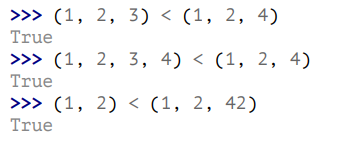 >>> (1, 2, 3) < (1, 2, 4)
True
>>> (1, 2, 3, 4) < (1, 2, 4)
True
>>> (1, 2) < (1, 2, 42)
True